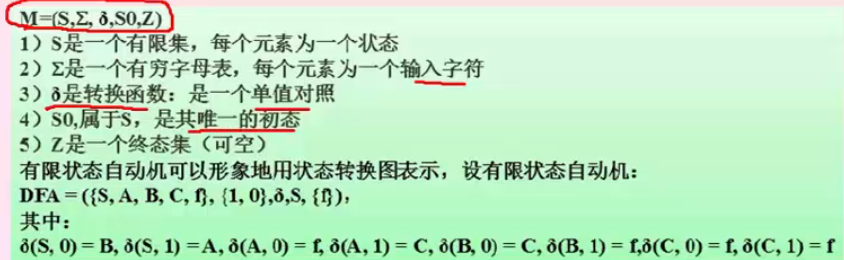 M=(S,Σ, δ,S0,Z)
1）S是一个有限集，每个元素为一个状态
2）Σ是一个有穷字母表，每个元素为一个输入字符
3）δ是转换函数：是一个单值对照
4）S0,属于S，是其唯一的初态
5）Z是一个终态集（可空）
有限状态自动机可以形象地用状态转换图表示，设有限状态自动机：
DFA = ({S, A, B, C, f}, {1, 0},δ,S, {f})，
其中：
δ(S, 0) = B, δ(S, 1) =A, δ(A, 0) = f, δ(A, 1) = C, δ(B, 0) = C, δ(B, 1) = f,δ(C, 0) = f, δ(C, 1) = f